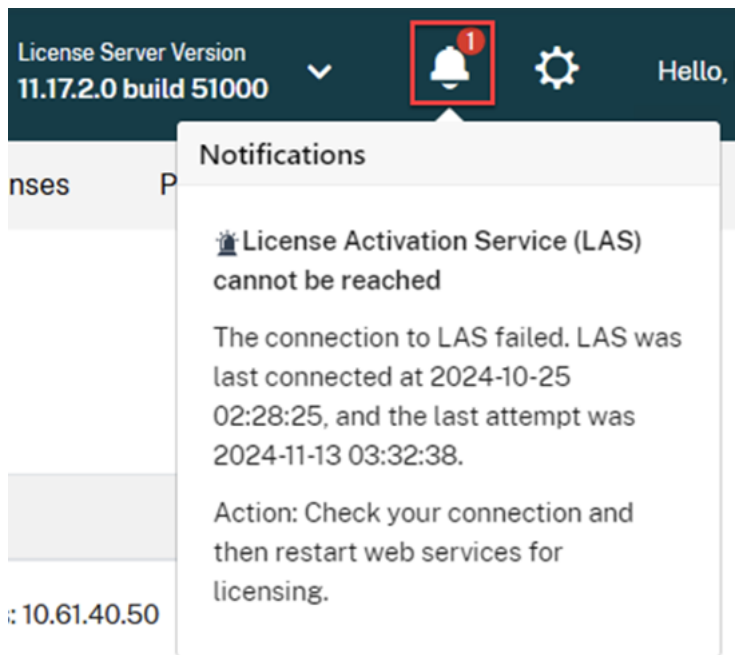 License Server Version
11.17.2.0 build 51000
1
Hello,
Notifications
nses
P
License Activation Service (LAS)
cannot be reached
The connection to LAS failed. LAS was
last connected at 2024-10-25
02:28:25, and the last attempt was
2024-11-13 03:32:38.
Action: Check your connection and
then restart web services for
licensing.
: 10.61.40.50